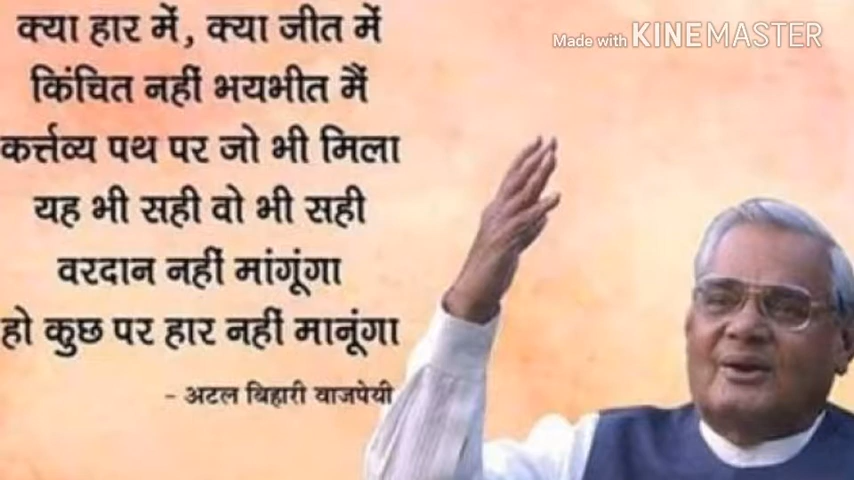 क्या हार में, क्या जीत में
किंचित नहीं भयभीत मैं
कर्त्तव्य पथ पर जो भी मिला
यह भी सही वो भी सही
वरदान नहीं मांगूंगा
हो कुछ पर हार नहीं मानूंगा
- अटल बिहारी वाजपेयी
Made with KINEMASTER